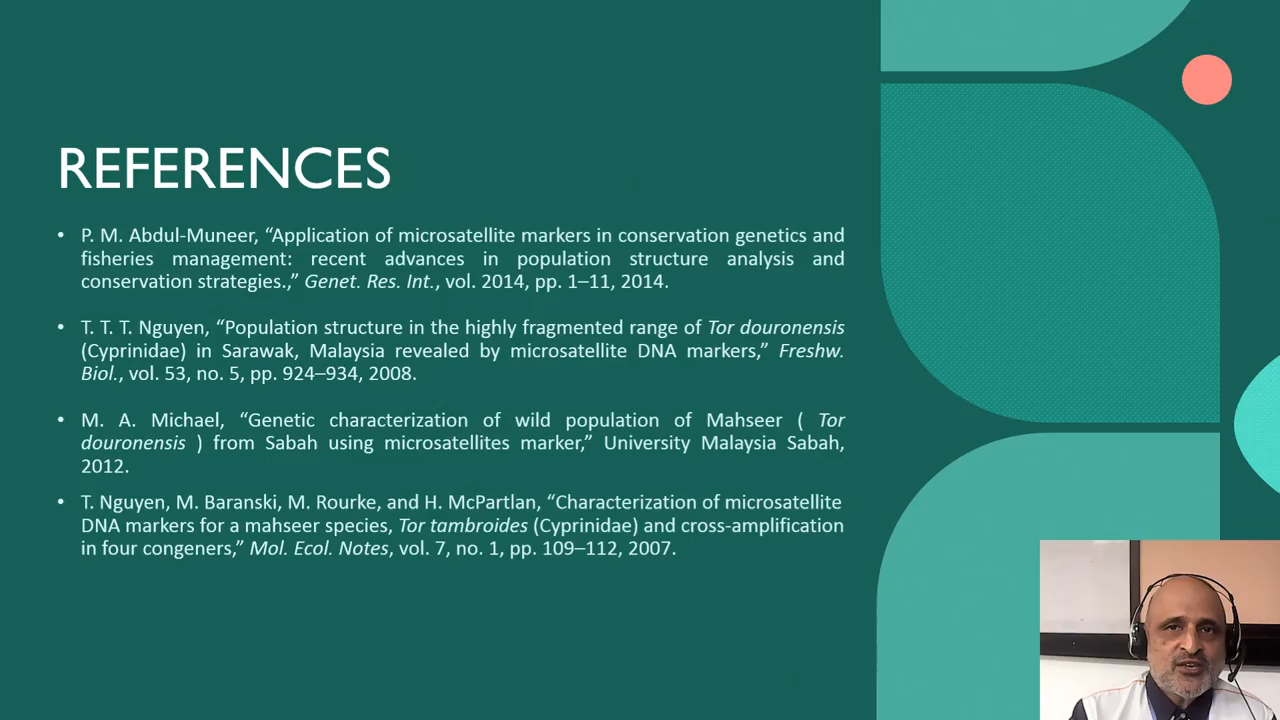 REFERENCES
• P. M. Abdul-Muneer, “Application of microsatellite markers in conservation genetics and
fisheries management: recent advances in population structure analysis and
conservation strategies.,” Genet. Res. Int., vol. 2014, pp. 1–11, 2014.
• T. T. T. Nguyen, “Population structure in the highly fragmented range of Tor douronensis
(Cyprinidae) in Sarawak, Malaysia revealed by microsatellite DNA markers,” Freshw.
Biol., vol. 53, no. 5, pp. 924–934, 2008.
• M. A. Michael, “Genetic characterization of wild population of Mahseer ( Tor
douronensis ) from Sabah using microsatellites marker,” University Malaysia Sabah,
2012.
• T. Nguyen, M. Baranski, M. Rourke, and H. McPartlan, “Characterization of microsatellite
DNA markers for a mahseer species, Tor tambroides (Cyprinidae) and cross-amplification
in four congeners,” Mol. Ecol. Notes, vol. 7, no. 1, pp. 109–112, 2007.